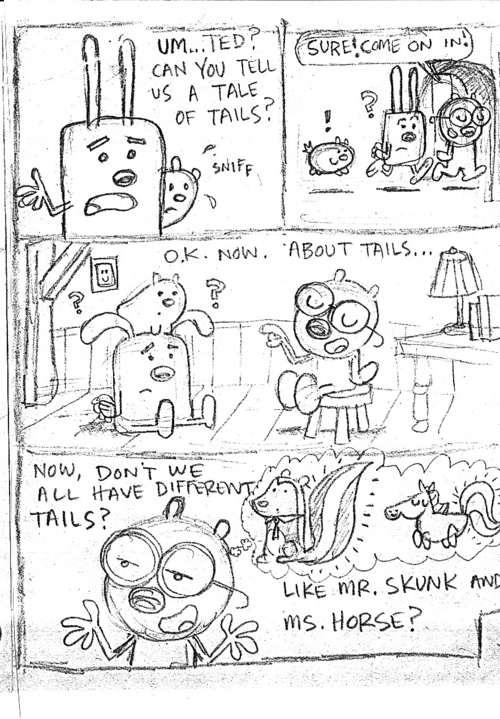 UM...TED?
CAN YOU TELL
US A TALE
OF TAILS?
SNIFF
SURE! COME ON IN!
!
?
O.K. NOW. ABOUT TAILS...
?
?
NOW, DON'T WE
ALL HAVE DIFFERENT
TAILS?
LIKE MR. SKUNK AND
MS. HORSE?